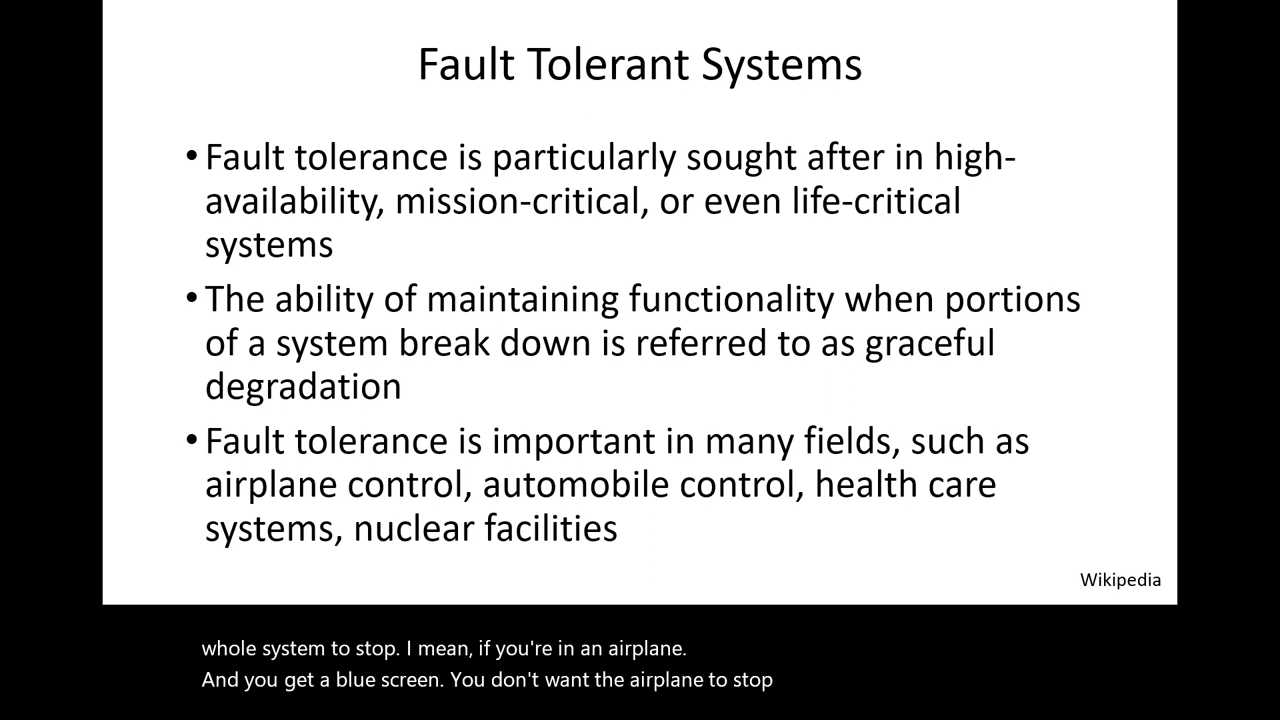 Fault Tolerant Systems
• Fault tolerance is particularly sought after in high-
availability, mission-critical, or even life-critical
systems
• The ability of maintaining functionality when portions
of a system break down is referred to as graceful
degradation
• Fault tolerance is important in many fields, such as
airplane control, automobile control, health care
systems, nuclear facilities
Wikipedia
whole system to stop. I mean, if you're in an airplane.
And you get a blue screen. You don't want the airplane to stop